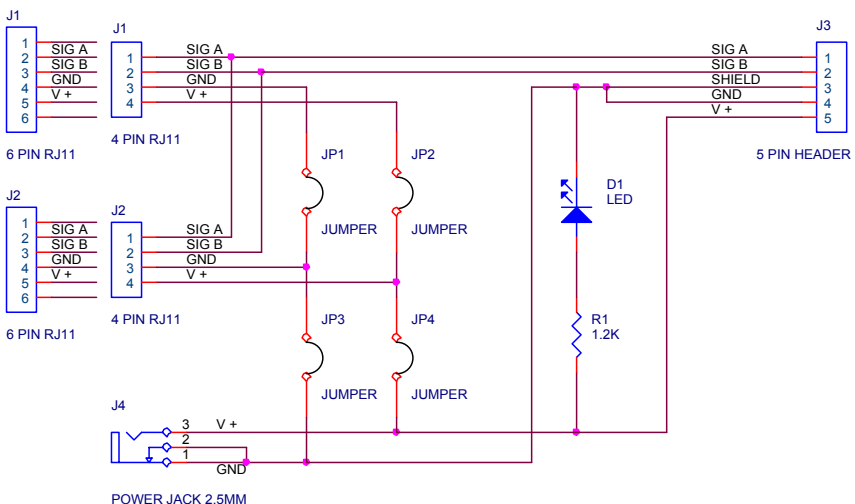 J1
1
2
3
4
5
6
SIG A
SIG B
GND
V +
6 PIN RJ11
J1
1
2
3
4
SIG A
SIG B
GND
V +
4 PIN RJ11
J3
SIG A
SIG B
SHIELD
GND
V +
1
2
3
4
5
5 PIN HEADER
JP1
JUMPER
JP2
JUMPER
D1
LED
J2
1
2
3
4
5
6
SIG A
SIG B
GND
V +
6 PIN RJ11
J2
1
2
3
4
SIG A
SIG B
GND
V +
4 PIN RJ11
JP3
JUMPER
JP4
JUMPER
R1
1.2K
J4
3
2
1
V +
GND
POWER JACK 2.5MM